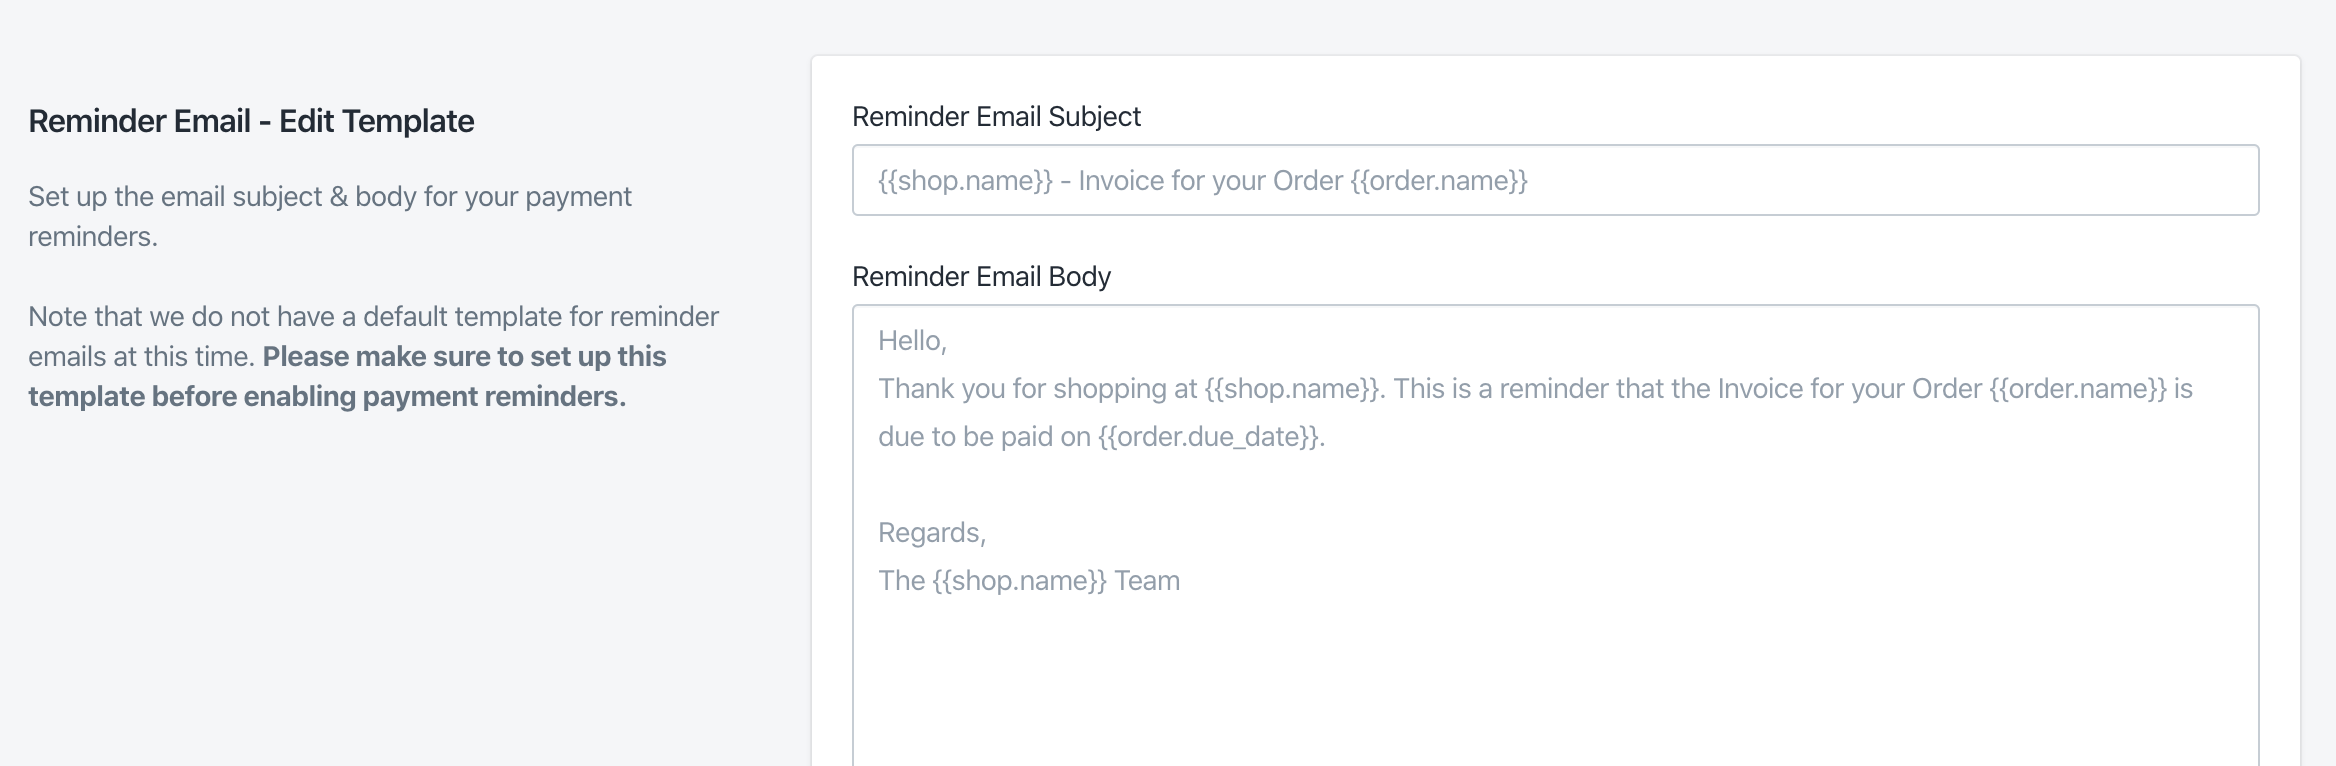 Reminder Email - Edit Template
Set up the email subject & body for your payment
reminders.
Note that we do not have a default template for reminder
emails at this time. Please make sure to set up this
template before enabling payment reminders.
Reminder Email Subject
{{shop.name}} - Invoice for your Order {{order.name}}
Reminder Email Body
Hello,
Thank you for shopping at {{shop.name}}. This is a reminder that the Invoice for your Order {{order.name}} is
due to be paid on {{order.due_date}}.
Regards,
The {{shop.name}} Team